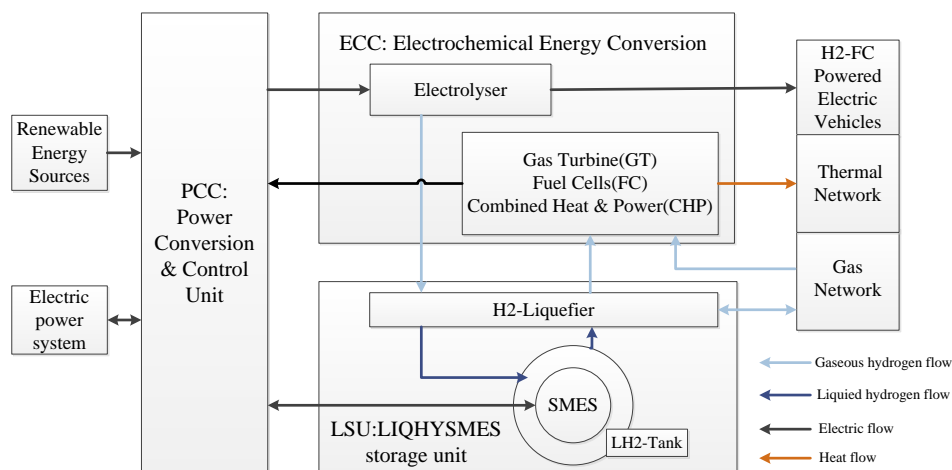 ECC: Electrochemical Energy Conversion
Electrolyser
H2-FC
Powered
Electric
Vehicles
Renewable
Energy
Sources
PCC:
Power
Conversion
& Control
Unit
Gas Turbine(GT)
Fuel Cells(FC)
Combined Heat & Power(CHP)
Thermal
Network
Gas
Network
Electric
power
system
H2-Liquefier
SMES
LH2-Tank
LSU:LIQHYSMES
storage unit
Gaseous hydrogen flow
Liquied hydrogen flow
Electric flow
Heat flow